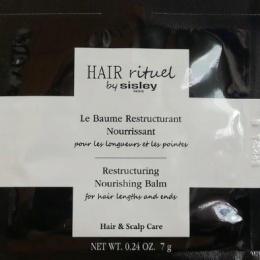 HAIR rituel
by sisley
PARIS
Le Baume Restructurant
Nourrissant
pour les longueurs et les pointes
Restructuring
Nourishing Balm
for hair lengths and ends
Hair & Scalp Care
NET WT. 0.24 OZ. 7 g